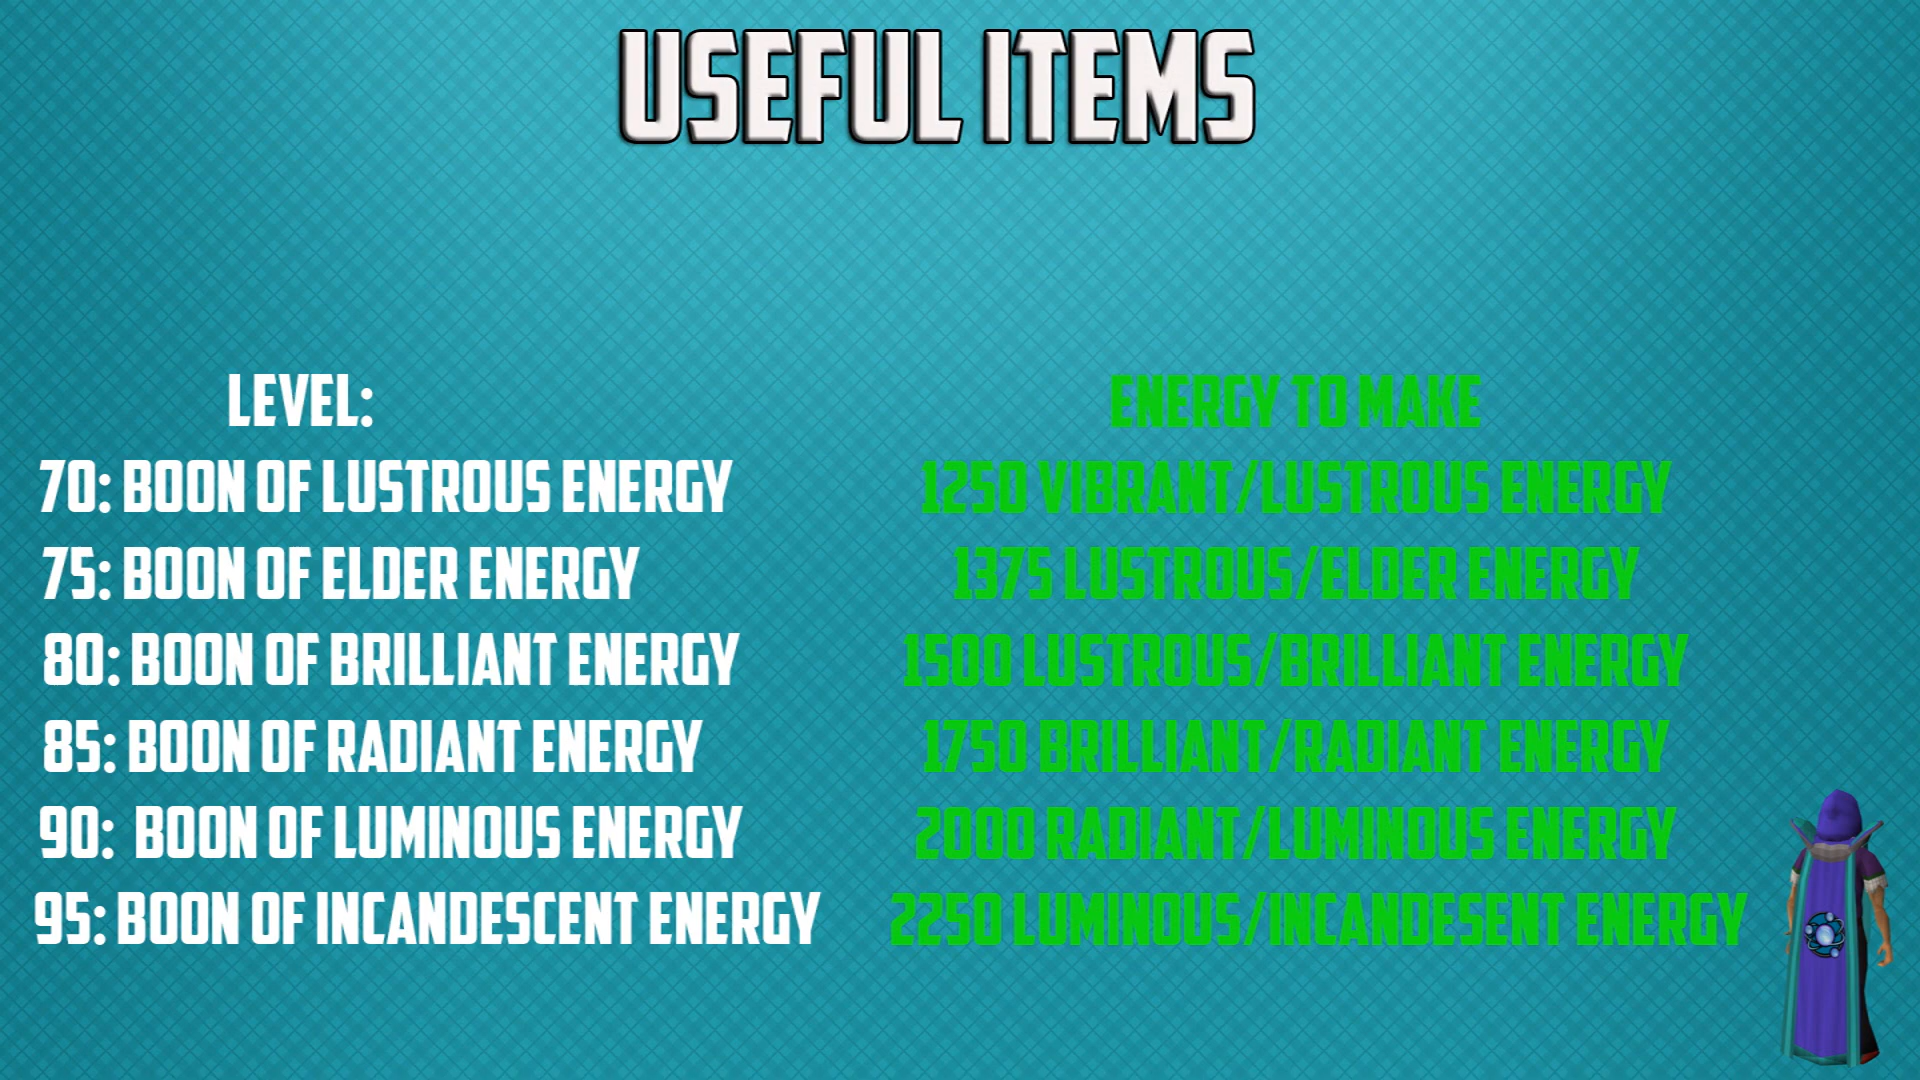 USEFUL ITEMS
LEVEL: ENERGY TO MAKE
70: BOON OF LUSTROUS ENERGY 1250 VIBRANT/LUSTROUS ENERGY
75: BOON OF ELDER ENERGY 1375 LUSTROUS/ELDER ENERGY
80: BOON OF BRILLIANT ENERGY 1500 LUSTROUS/BRILLIANT ENERGY
85: BOON OF RADIANT ENERGY 1750 BRILLIANT/RADIANT ENERGY
90: BOON OF LUMINOUS ENERGY 2000 RADIANT/LUMINOUS ENERGY
95: BOON OF INCANDESCENT ENERGY 2250 LUMINOUS/INCANDESENT ENERGY